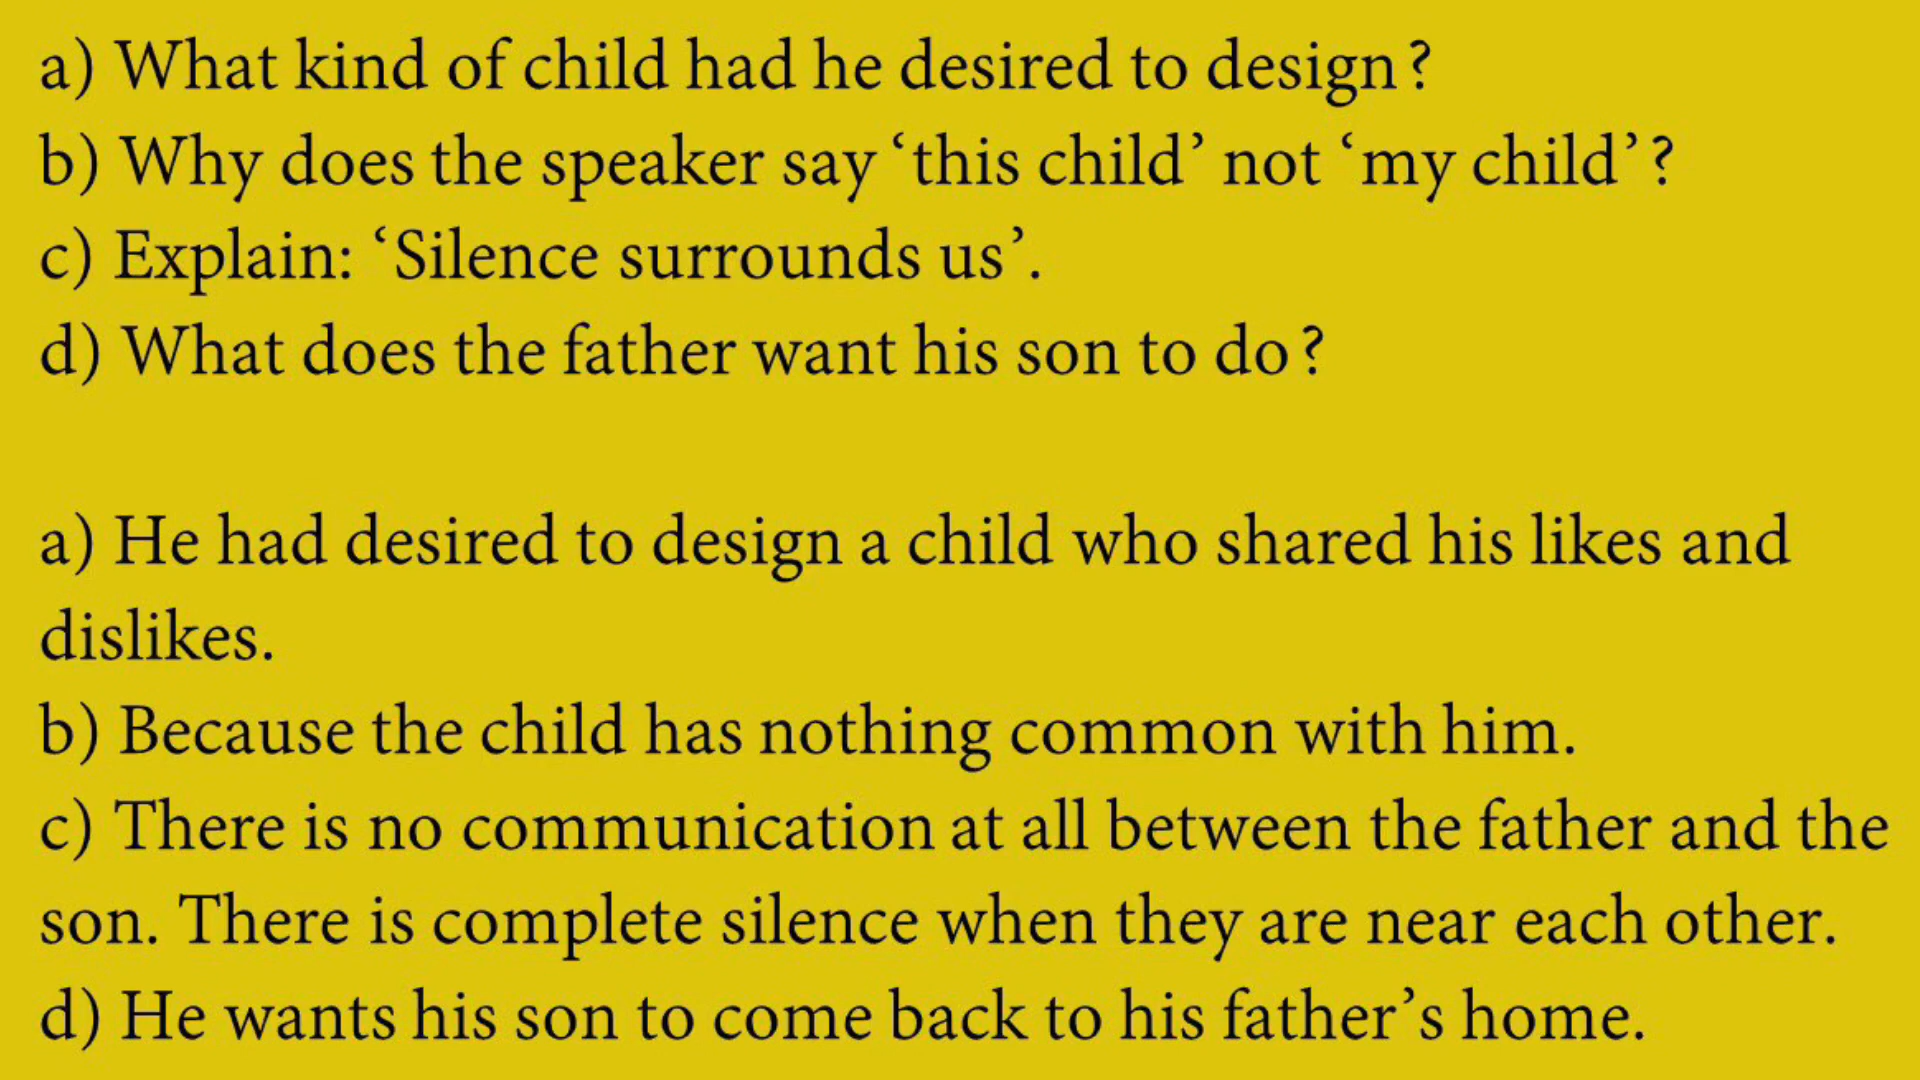 a) What kind of child had he desired to design?
b) Why does the speaker say ‘this child’ not ‘my child’?
c) Explain: ‘Silence surrounds us’.
d) What does the father want his son to do?
a) He had desired to design a child who shared his likes and
dislikes.
b) Because the child has nothing common with him.
c) There is no communication at all between the father and the
son. There is complete silence when they are near each other.
d) He wants his son to come back to his father’s home.